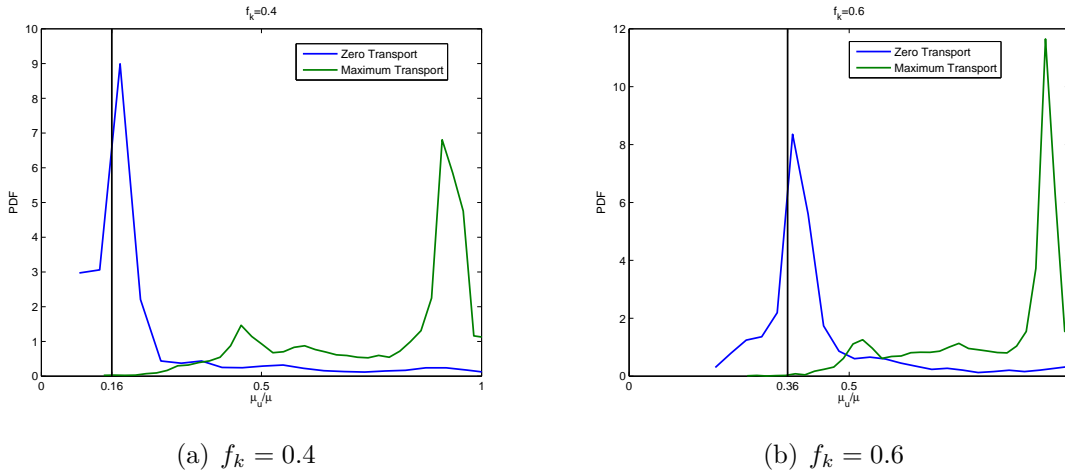 f_k=0.4
10
9
8
7
6
5
4
3
2
1
0
PDF
Zero Transport
Maximum Transport
0 0.16 0.5 1
μ_u/μ
(a) f_k = 0.4
f_k=0.6
12
10
8
6
4
2
0
PDF
Zero Transport
Maximum Transport
0 0.36 0.5
μ_u/μ
(b) f_k = 0.6